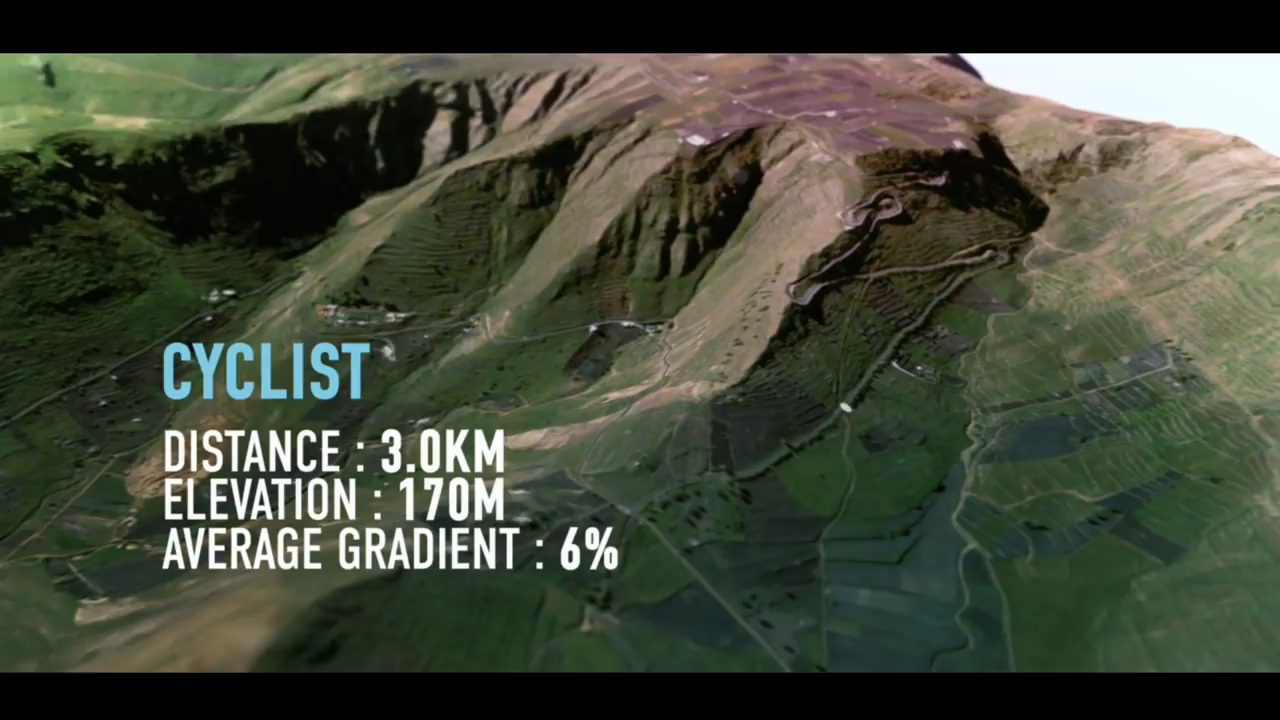 CYCLIST
DISTANCE : 3.0KM
ELEVATION : 170M
AVERAGE GRADIENT : 6%